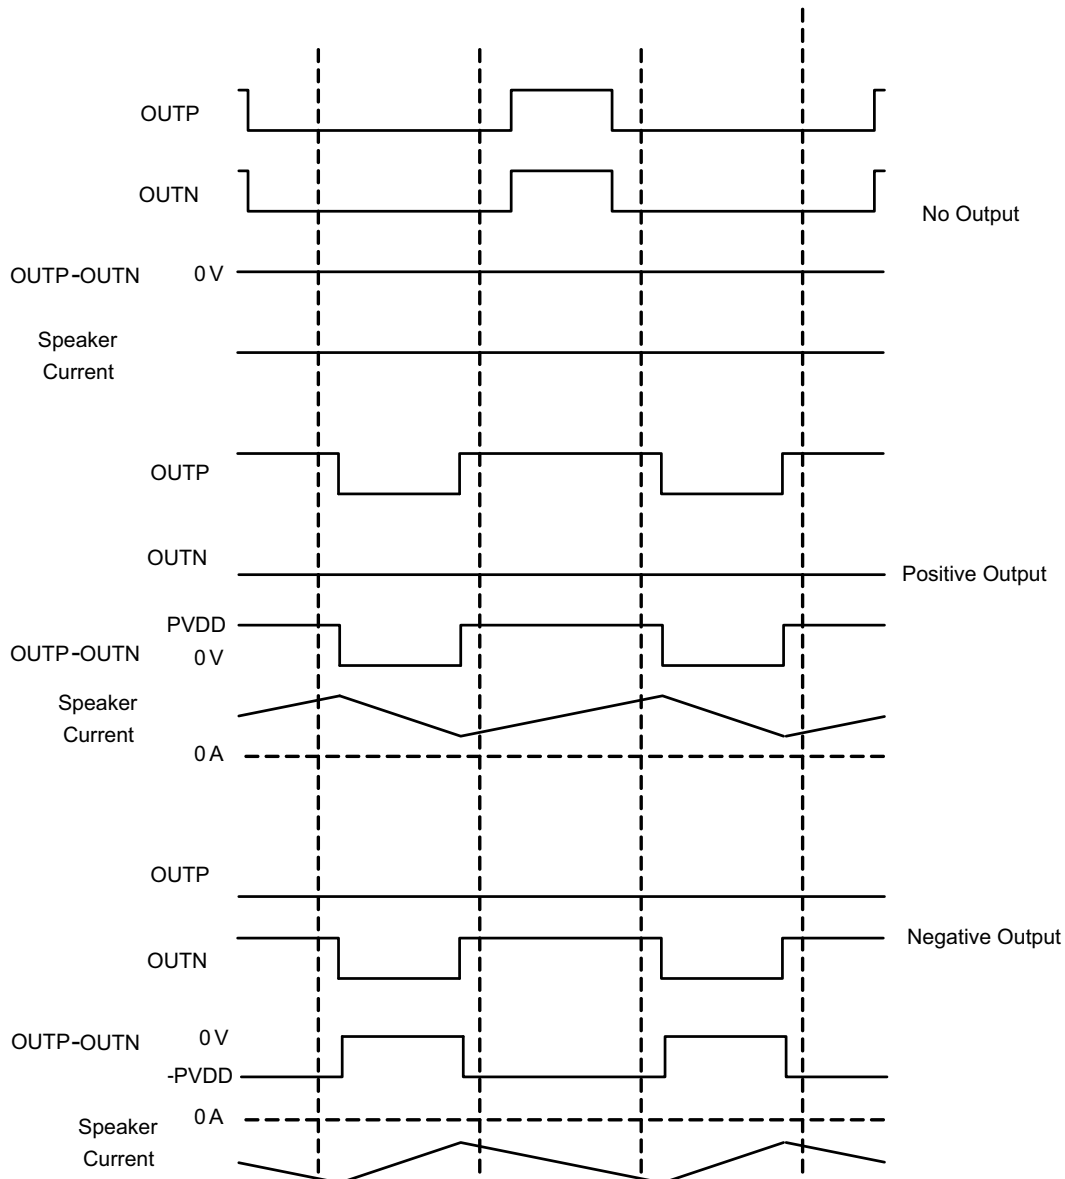 OUTP
OUTN
No Output
OUTP-OUTN 0 V
Speaker
Current
OUTP
OUTN
Positive Output
PVDD
OUTP-OUTN 0 V
Speaker
Current
0 A
OUTP
Negative Output
OUTN
OUTP-OUTN 0 V
-PVDD
0 A
Speaker
Current